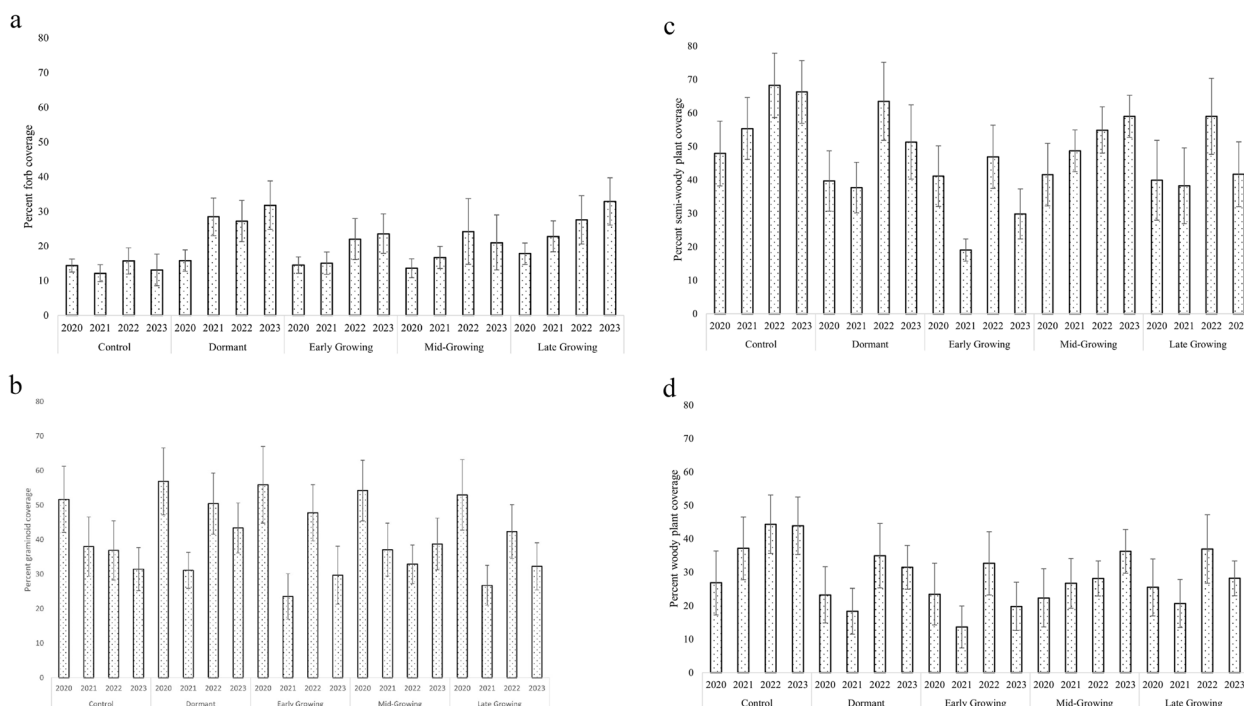 a
80
70
60
50
40
30
20
10
0
Percent forb coverage
2020 2021 2022 2023 2020 2021 2022 2023 2020 2021 2022 2023 2020 2021 2022 2023 2020 2021 2022 2023
Control Dormant Early Growing Mid-Growing Late Growing
b
80
70
60
50
40
30
20
10
0
Percent graminoid coverage
2020 2021 2022 2023 2020 2021 2022 2023 2020 2021 2022 2023 2020 2021 2022 2023 2020 2021 2022 2023
Control Dormant Early Growing Mid-Growing Late Growing
c
80
70
60
50
40
30
20
10
0
Percent semi-woody plant coverage
2020 2021 2022 2023 2020 2021 2022 2023 2020 2021 2022 2023 2020 2021 2022 2023 2020 2021 2022 2023
Control Dormant Early Growing Mid-Growing Late Growing
d
80
70
60
50
40
30
20
10
0
Percent woody plant coverage
2020 2021 2022 2023 2020 2021 2022 2023 2020 2021 2022 2023 2020 2021 2022 2023 2020 2021 2022 2023
Control Dormant Early Growing Mid-Growing Late Growing